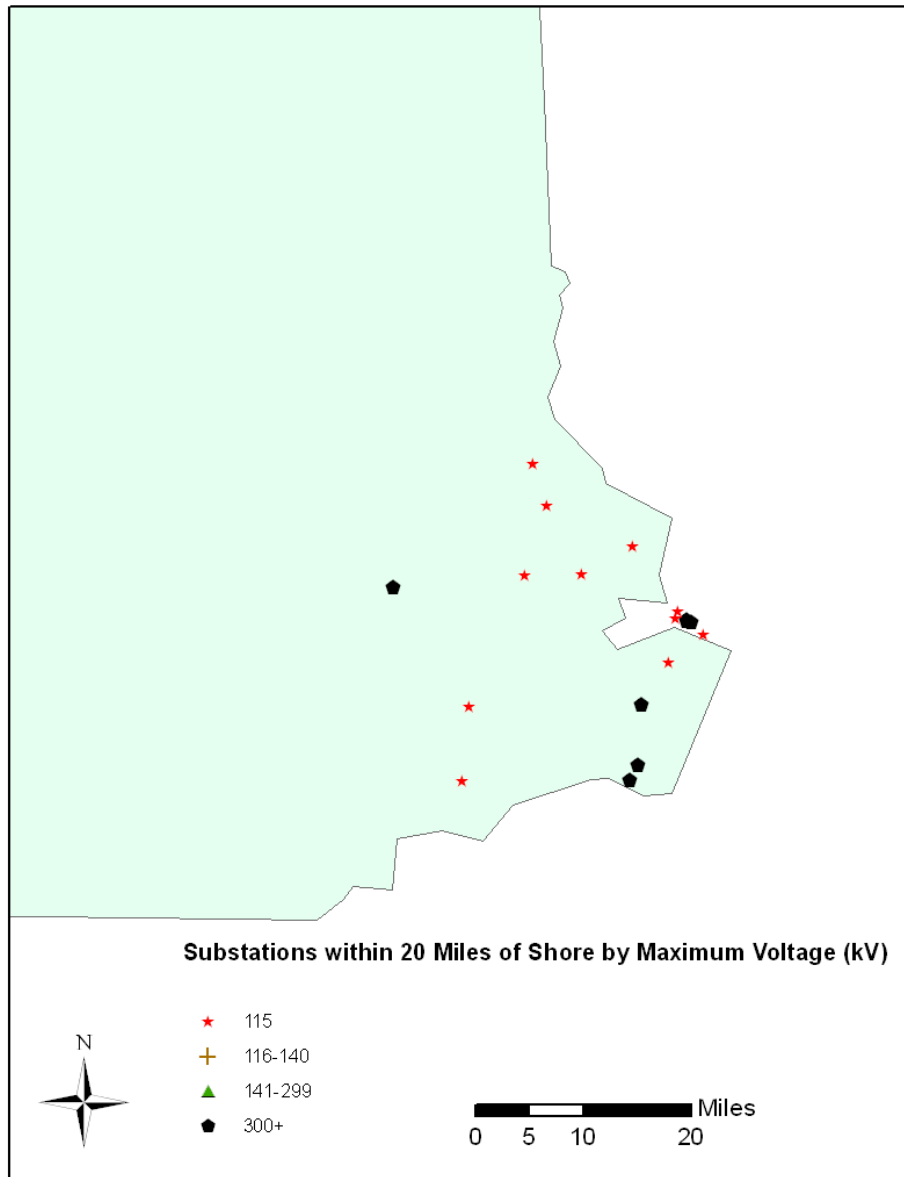 Substations within 20 Miles of Shore by Maximum Voltage (kV)
115
116-140
141-299
300+
N
Miles
0 5 10 20